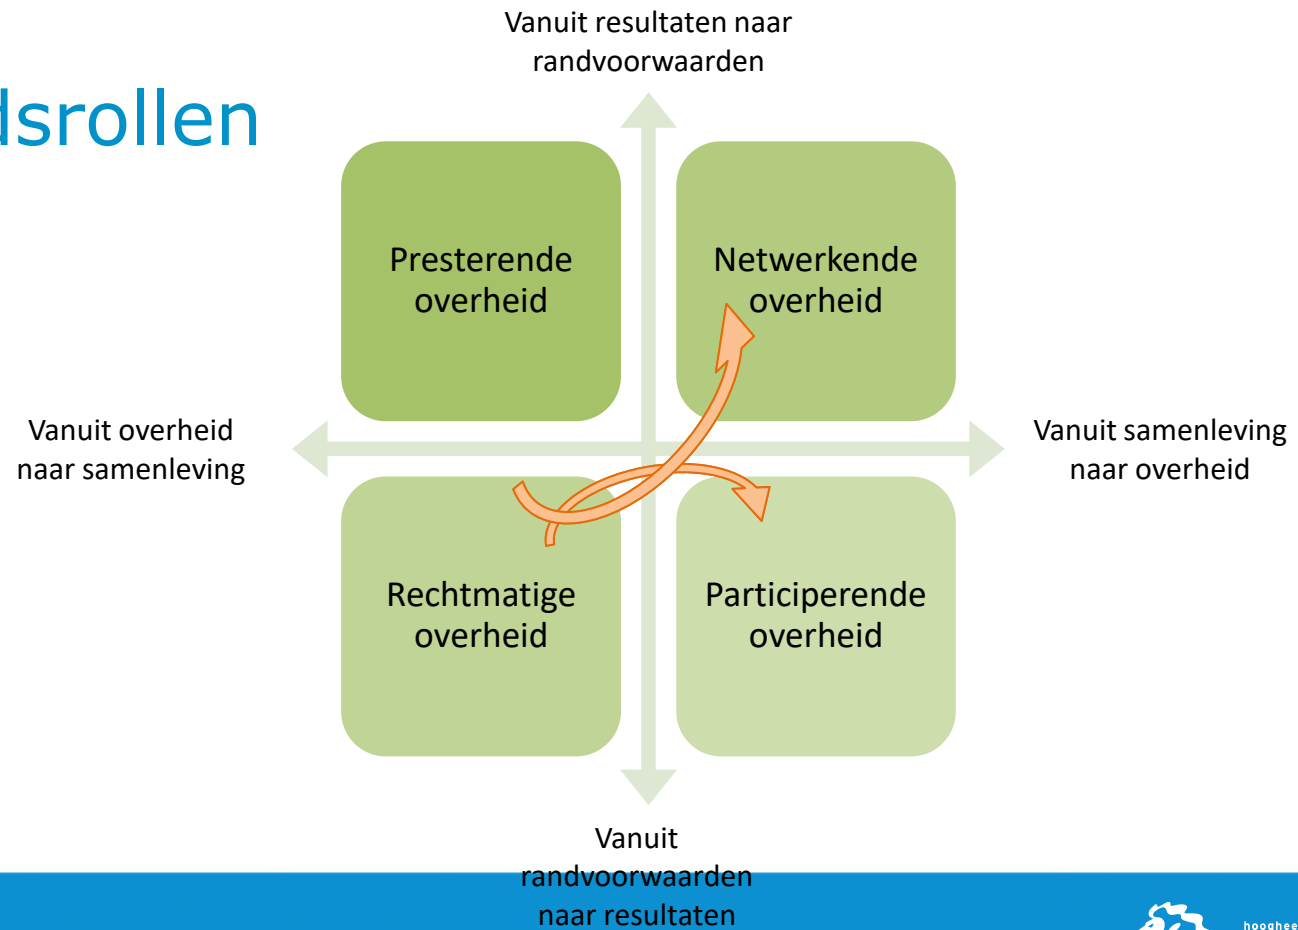 Vanuit resultaten naar
randvoorwaarden
dsrollen
Presterende
overheid
Netwerkende
overheid
Vanuit overheid
naar samenleving
Vanuit samenleving
naar overheid
Rechtmatige
overheid
Participerende
overheid
Vanuit
randvoorwaarden
naar resultaten
hooghee